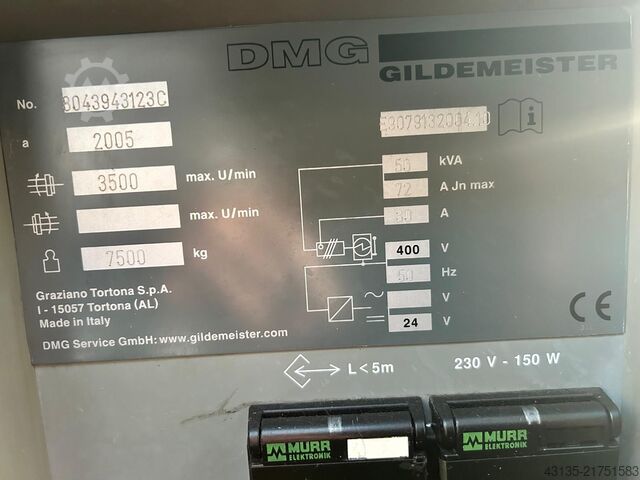 DMG
GILDEMEISTER
No. 8043943123C
a 2005
3500 max. U/min
max. U/min
7500 kg
kVA
72 A Jn max
A
400 V
50 Hz
V
24 V
Graziano Tortona S.p.A.
I - 15057 Tortona (AL)
Made in Italy
DMG Service GmbH: www.gildemeister.com
CE
L < 5m
230 V - 150 W
MURR
ELEKTRONIK
MURR
ELEKTRONIK
43135-21751583